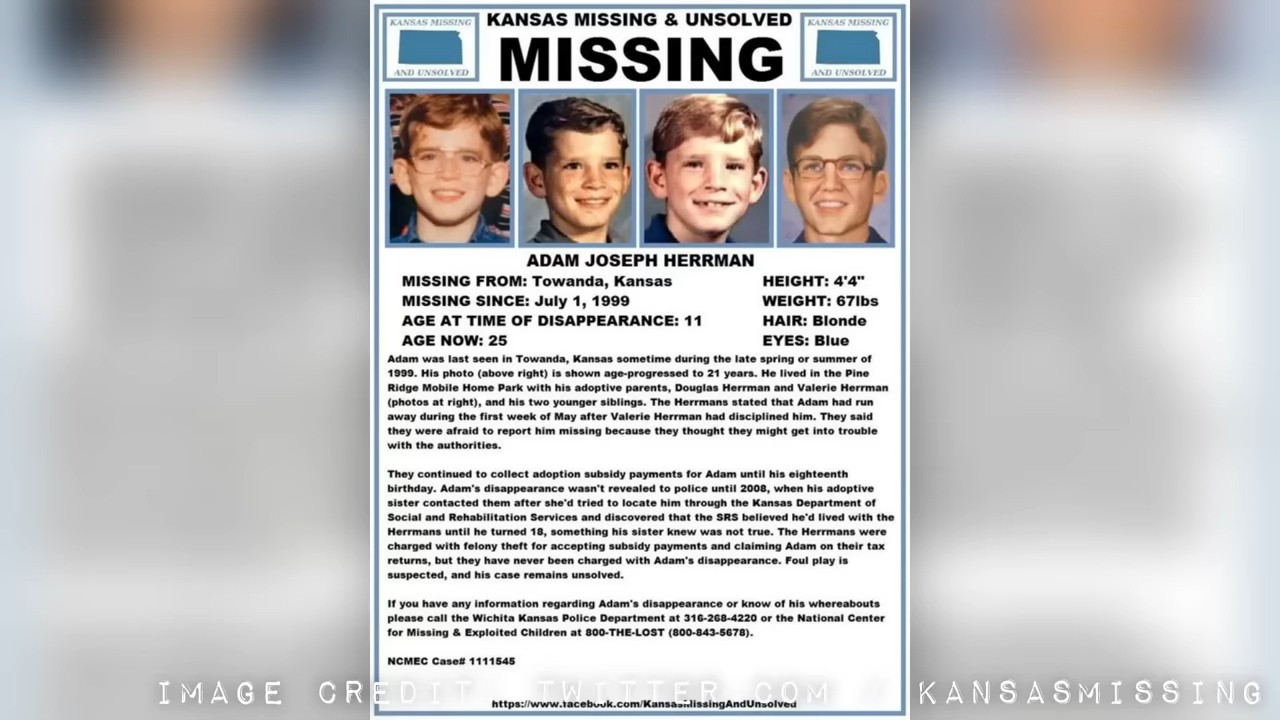 KANSAS MISSING
AND UNSOLVED
KANSAS MISSING & UNSOLVED
MISSING
KANSAS MISSING
AND UNSOLVED
ADAM JOSEPH HERRMAN
MISSING FROM: Towanda, Kansas
MISSING SINCE: July 1, 1999
AGE AT TIME OF DISAPPEARANCE: 11
AGE NOW: 25
HEIGHT: 4'4"
WEIGHT: 67lbs
HAIR: Blonde
EYES: Blue
Adam was last seen in Towanda, Kansas sometime during the late spring or summer of
1999. His photo (above right) is shown age-progressed to 21 years. He lived in the Pine
Ridge Mobile Home Park with his adoptive parents, Douglas Herrman and Valerie Herrman
(photos at right), and his two younger siblings. The Herrmans stated that Adam had run
away during the first week of May after Valerie Herrman had disciplined him. They said
they were afraid to report him missing because they thought they might get into trouble
with the authorities.
They continued to collect adoption subsidy payments for Adam until his eighteenth
birthday. Adam's disappearance wasn't revealed to police until 2008, when his adoptive
sister contacted them after she'd tried to locate him through the Kansas Department of
Social and Rehabilitation Services and discovered that the SRS believed he'd lived with the
Herrmans until he turned 18, something his sister knew was not true. The Herrmans were
charged with felony theft for accepting subsidy payments and claiming Adam on their tax
returns, but they have never been charged with Adam's disappearance. Foul play is
suspected, and his case remains unsolved.
If you have any information regarding Adam's disappearance or know of his whereabouts
please call the Wichita Kansas Police Department at 316-268-4220 or the National Center
for Missing & Exploited Children at 800-THE-LOST (800-843-5678).
NCMEC Case# 1111545
IMAGE CREDIT: TWITTER.COM // KANSASMISSING
https://www.facebook.com/KansasMissingAndUnsolved